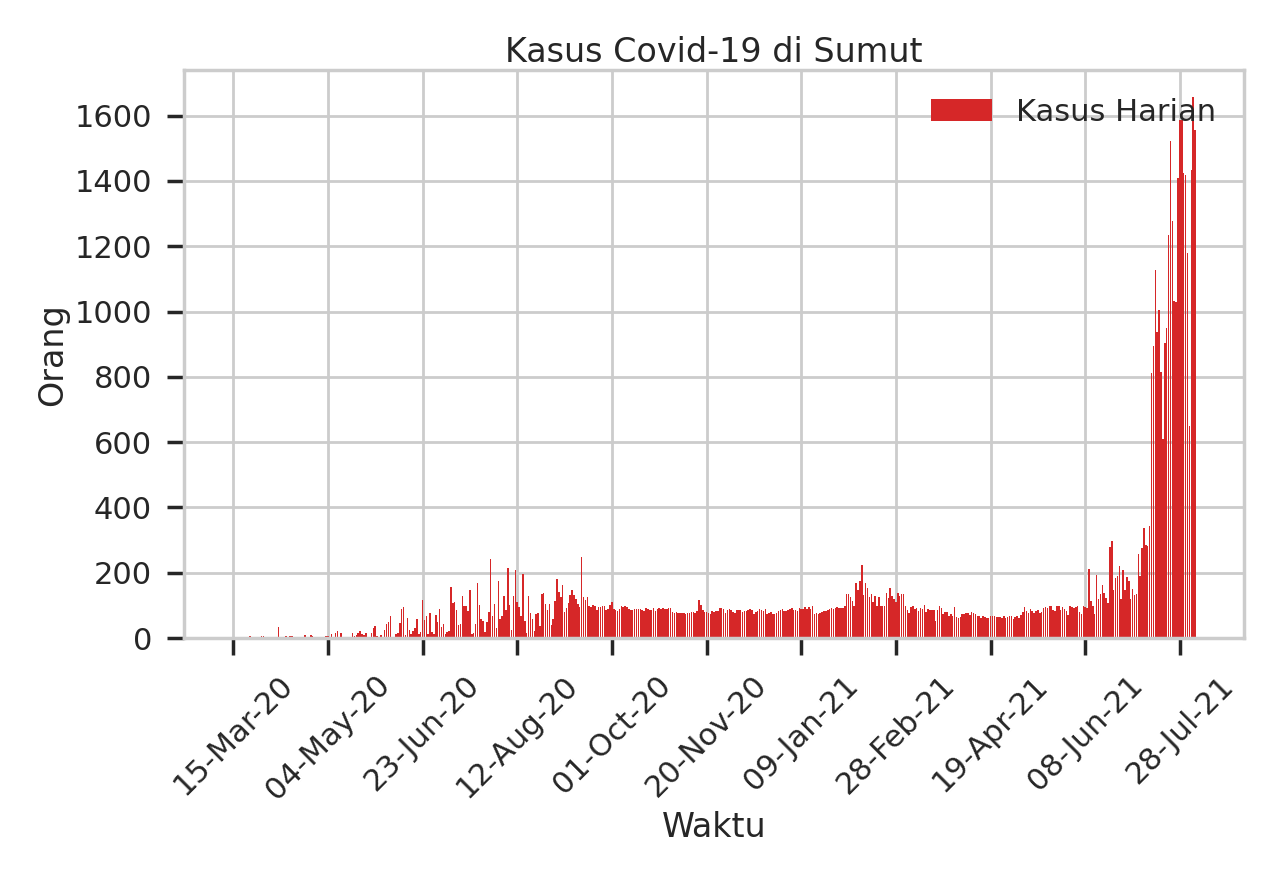 Kasus Covid-19 di Sumut
Kasus Harian
Orang
1600
1400
1200
1000
800
600
400
200
0
15-Mar-20
04-May-20
23-Jun-20
12-Aug-20
01-Oct-20
20-Nov-20
09-Jan-21
28-Feb-21
19-Apr-21
08-Jun-21
28-Jul-21
Waktu